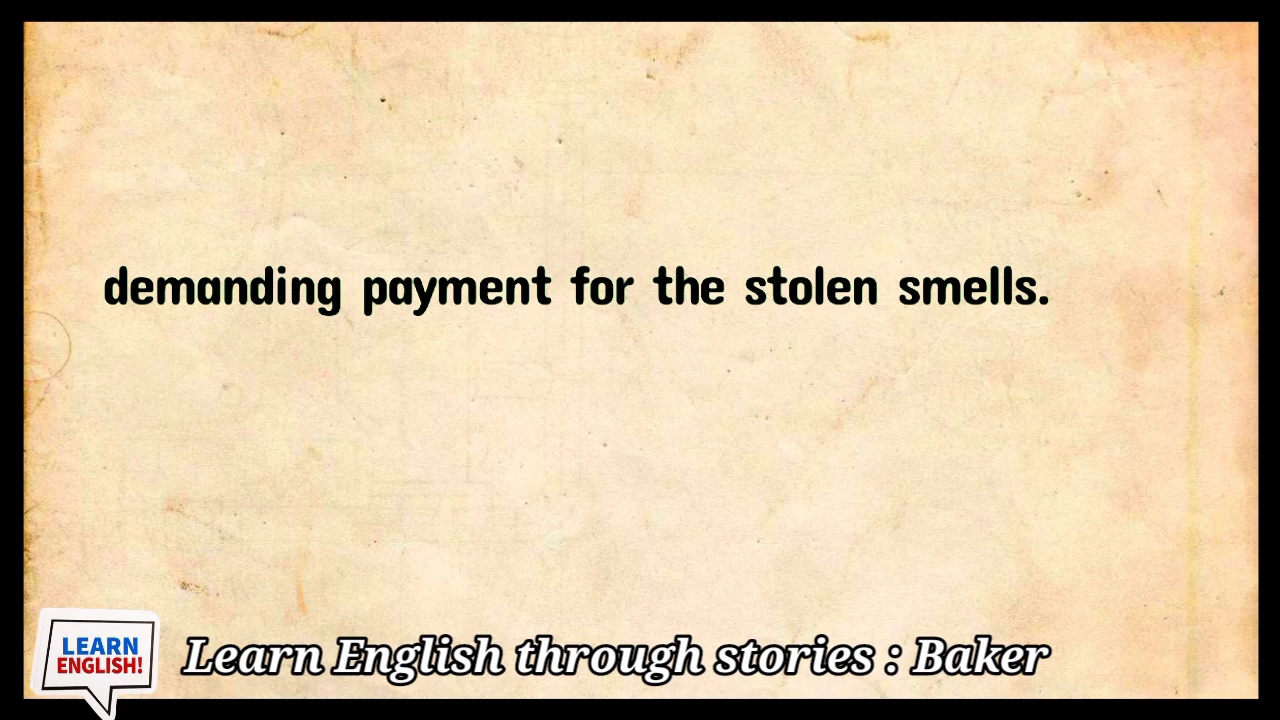 demanding payment for the stolen smells.
LEARN
ENGLISH!
Learn English through stories : Baker